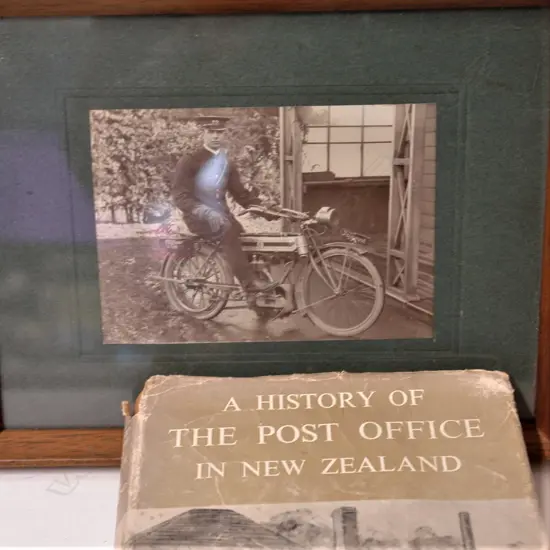 A HISTORY OF
THE POST OFFICE
IN NEW ZEALAND